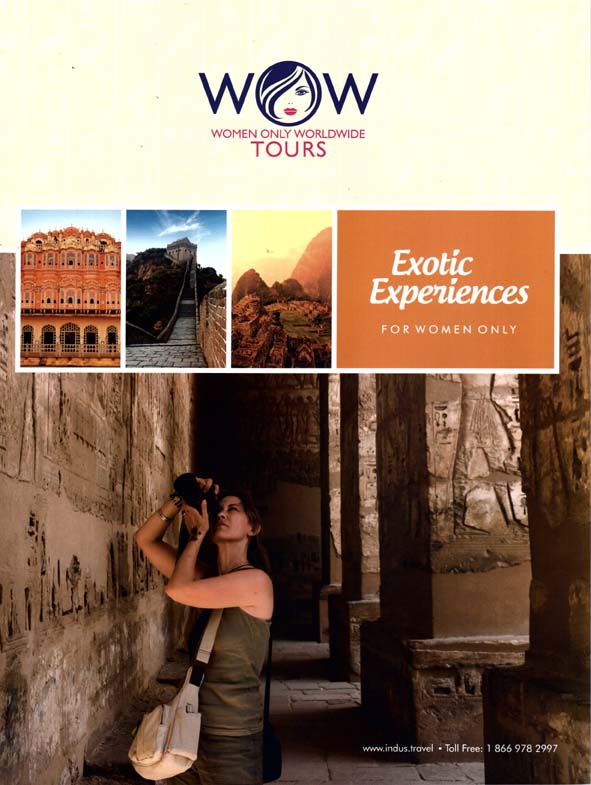 WOW
WOMEN ONLY WORLDWIDE
TOURS
Exotic
Experiences
FOR WOMEN ONLY
www.indus.travel • Toll Free: 1 866 978 2997